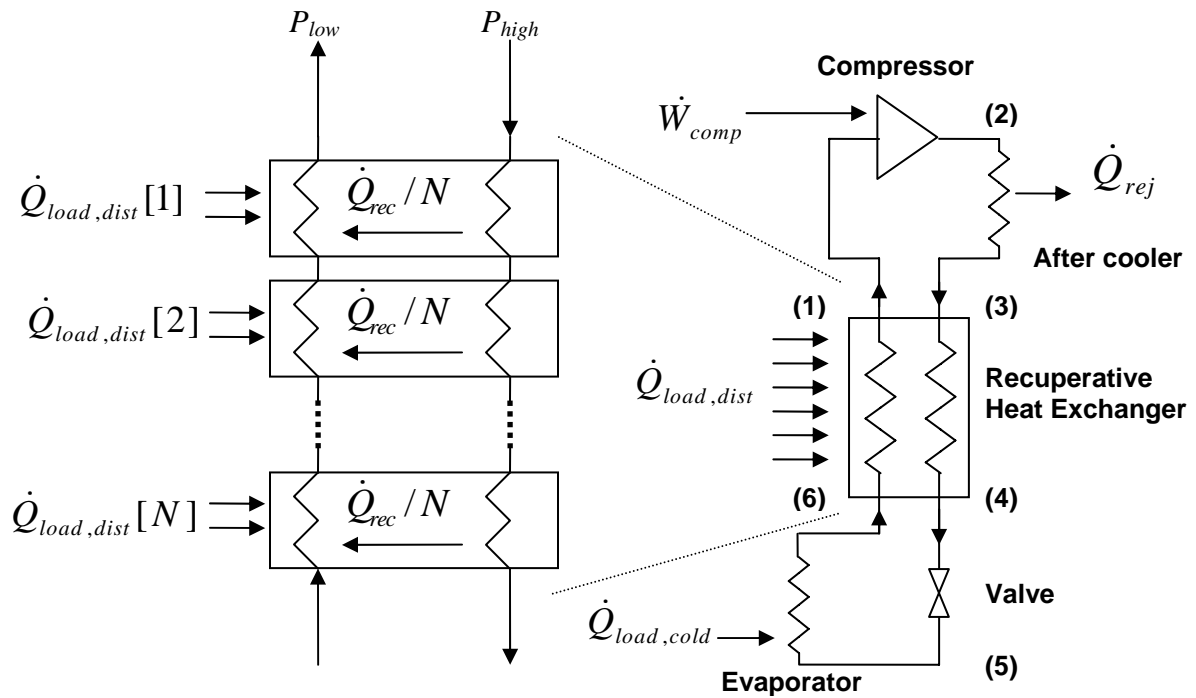 P_low
P_high
Q̇_load,dist[1]
Q̇_rec/N
Q̇_load,dist[2]
Q̇_rec/N
Q̇_load,dist[N]
Q̇_rec/N
Compressor
Ẇ_comp
(2)
Q̇_rej
After cooler
(1)
(3)
Q̇_load,dist
Recuperative
Heat Exchanger
(6)
(4)
Valve
Q̇_load,cold
(5)
Evaporator